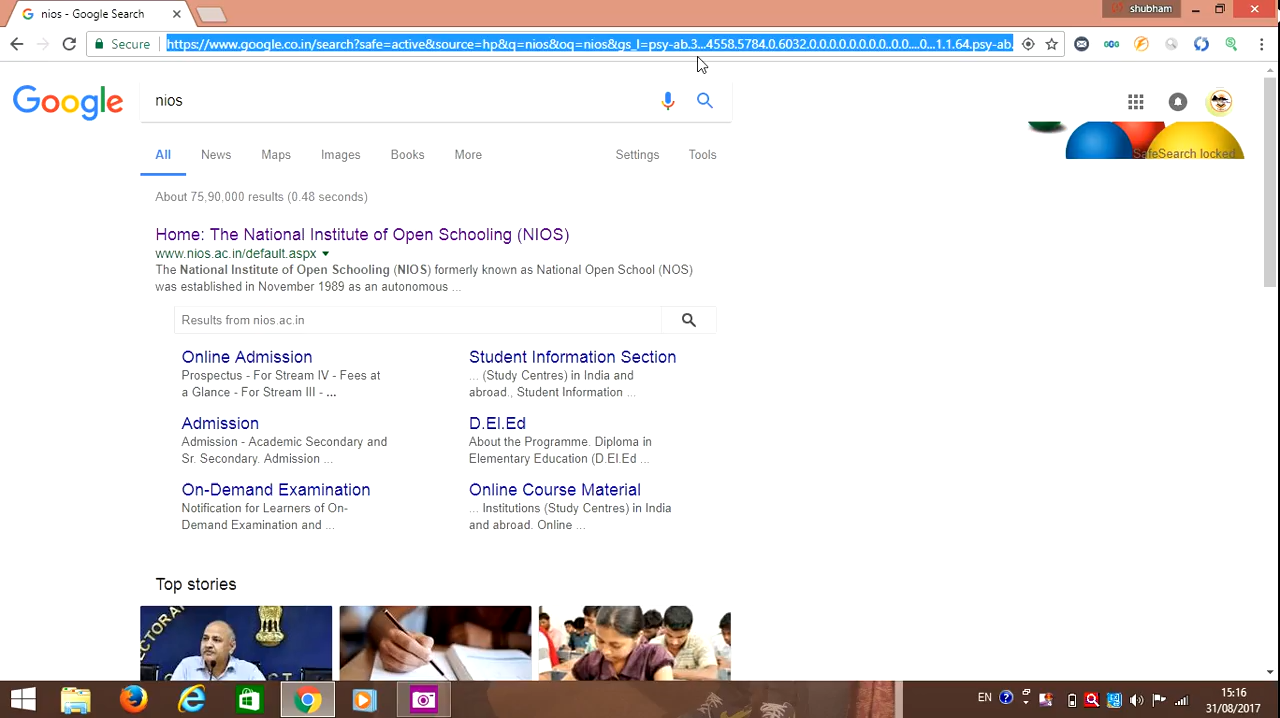 nios - Google Search
shubham
Secure
https://www.google.co.in/search?safe=active&source=hp&q=nios&oq=nios&gs_l=psy-ab.3...4558.5784.0.6032.0.0.0.0.0.0.0.0..0.0....0...1.1.64.psy-ab.
Google
nios
All News Maps Images Books More Settings Tools
SafeSearch locked
About 75,90,000 results (0.48 seconds)
Home: The National Institute of Open Schooling (NIOS)
www.nios.ac.in/default.aspx
The National Institute of Open Schooling (NIOS) formerly known as National Open School (NOS)
was established in November 1989 as an autonomous ...
Results from nios.ac.in
Online Admission
Prospectus - For Stream IV - Fees at
a Glance - For Stream III - ...
Student Information Section
... (Study Centres) in India and
abroad., Student Information ...
Admission
Admission - Academic Secondary and
Sr. Secondary. Admission ...
D.El.Ed
About the Programme. Diploma in
Elementary Education (D.El.Ed ...
On-Demand Examination
Notification for Learners of On-
Demand Examination and ...
Online Course Material
... Institutions (Study Centres) in India
and abroad. Online ...
Top stories
EN
15:16
31/08/2017